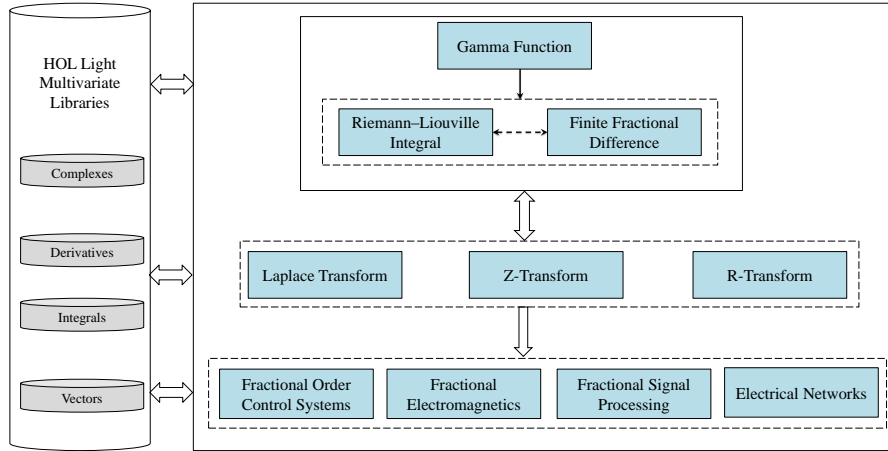 HOL Light
Multivariate
Libraries
Complexes
Derivatives
Integrals
Vectors
Gamma Function
Riemann–Liouville
Integral
Finite Fractional
Difference
Laplace Transform
Z-Transform
R-Transform
Fractional Order
Control Systems
Fractional
Electromagnetics
Fractional Signal
Processing
Electrical Networks